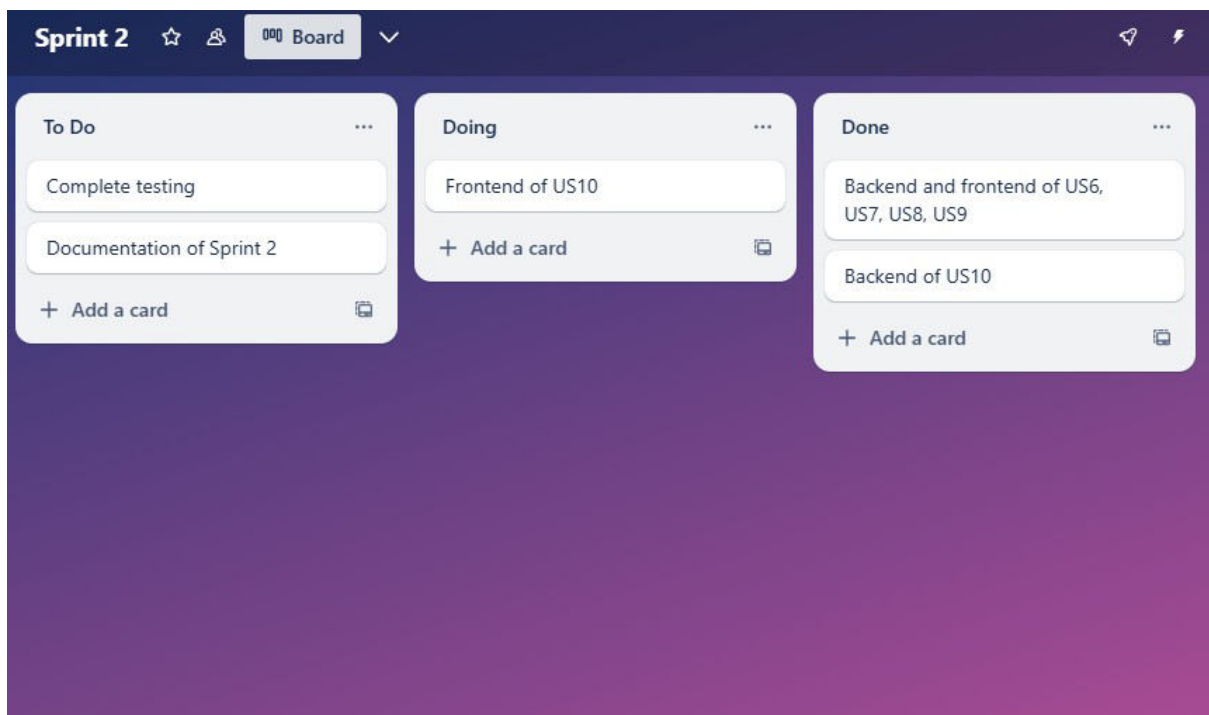 Sprint 2
Board
To Do
Complete testing
Documentation of Sprint 2
+ Add a card
Doing
Frontend of US10
+ Add a card
Done
Backend and frontend of US6,
US7, US8, US9
Backend of US10
+ Add a card